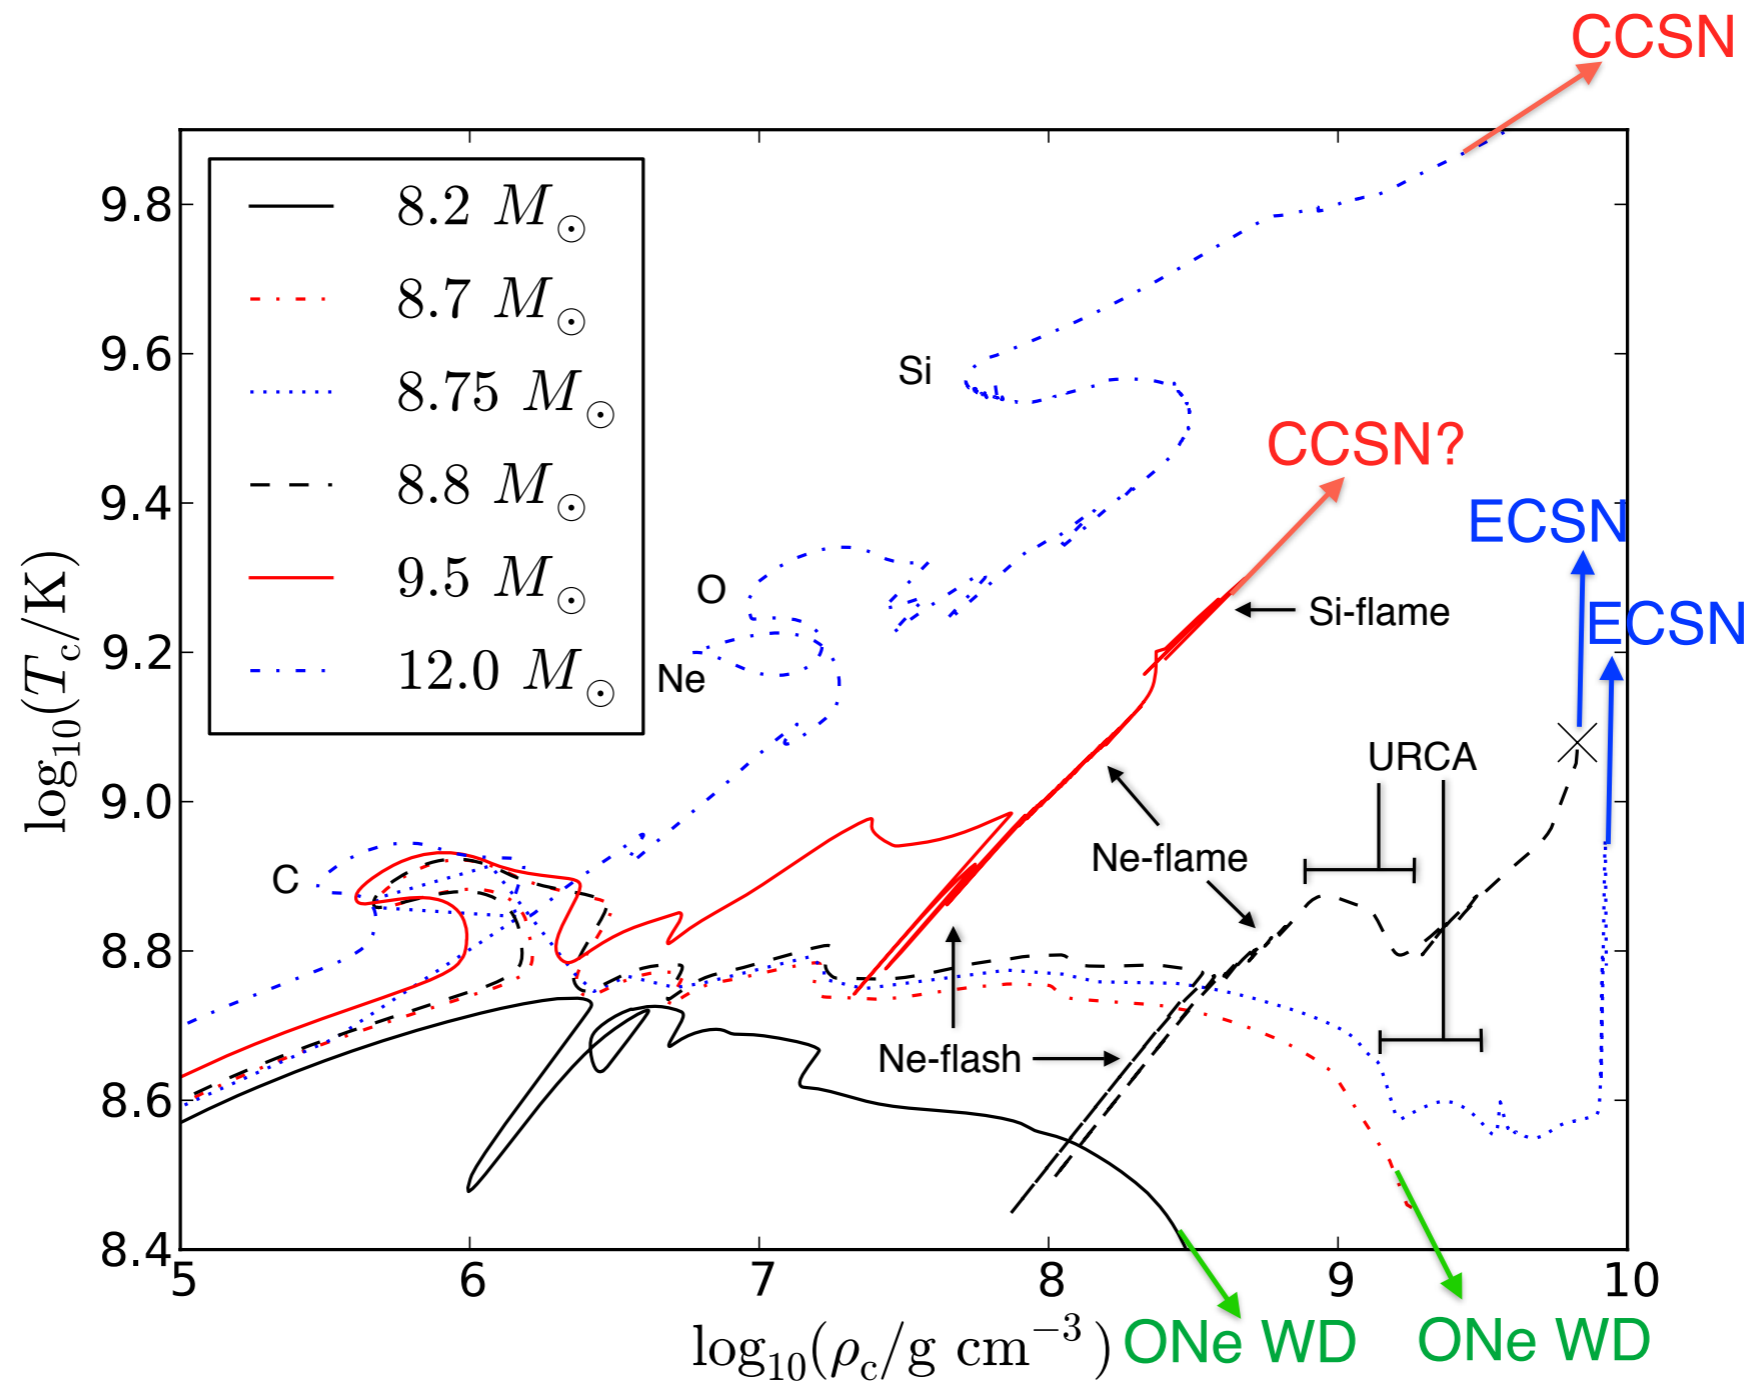 CCSN
9.8
8.2 M⊙
8.7 M⊙
8.75 M⊙
8.8 M⊙
9.5 M⊙
12.0 M⊙
9.6
Si
CCSN?
9.4
ECSN
O
Si-flame
ECSN
9.2
Ne
URCA
log₁₀(T_c/K)
9.0
Ne-flame
C
8.8
Ne-flash
8.6
8.4
5
6
7
8
9
10
log₁₀(ρ_c/g cm⁻³)
ONe WD
ONe WD